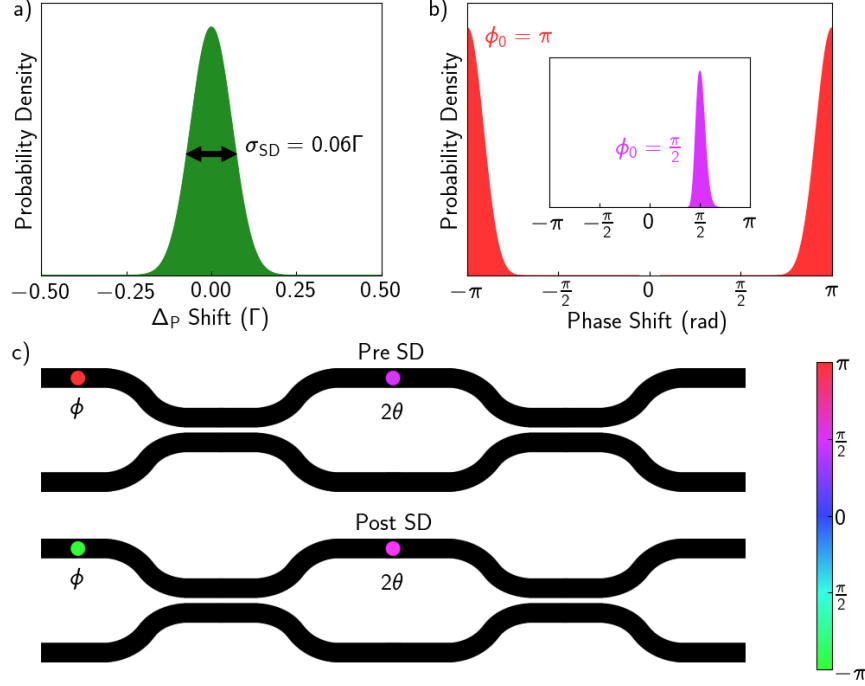 a)
Probability Density
σ_SD = 0.06Γ
−0.50 −0.25 0.00 0.25 0.50
Δ_P Shift (Γ)
b)
Probability Density
ϕ₀ = π
ϕ₀ = π/2
−π −π/2 0 π/2 π
−π −π/2 0 π/2 π
Phase Shift (rad)
c)
Pre SD
ϕ 2θ
Post SD
ϕ 2θ
π
π/2
0
π/2
−π